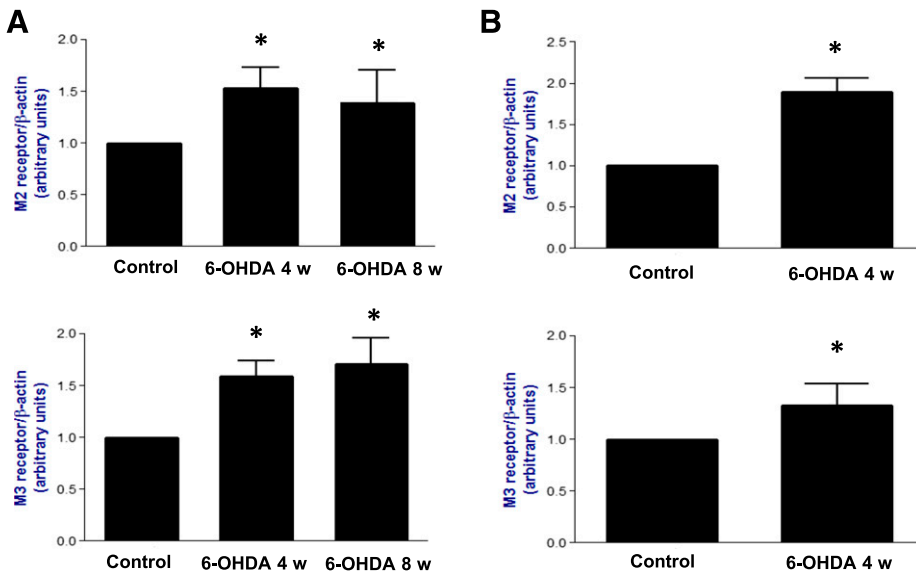 A
M2 receptor/β-actin
(arbitrary units)
2.0
1.5
1.0
0.5
0.0
*
*
Control
6-OHDA 4 w
6-OHDA 8 w
M3 receptor/β-actin
(arbitrary units)
2.0
1.5
1.0
0.5
0.0
*
*
Control
6-OHDA 4 w
6-OHDA 8 w
B
M2 receptor/β-actin
(arbitrary units)
2.5
2.0
1.5
1.0
0.5
0.0
*
Control
6-OHDA 4 w
M3 receptor/β-actin
(arbitrary units)
2.0
1.5
1.0
0.5
0.0
*
Control
6-OHDA 4 w